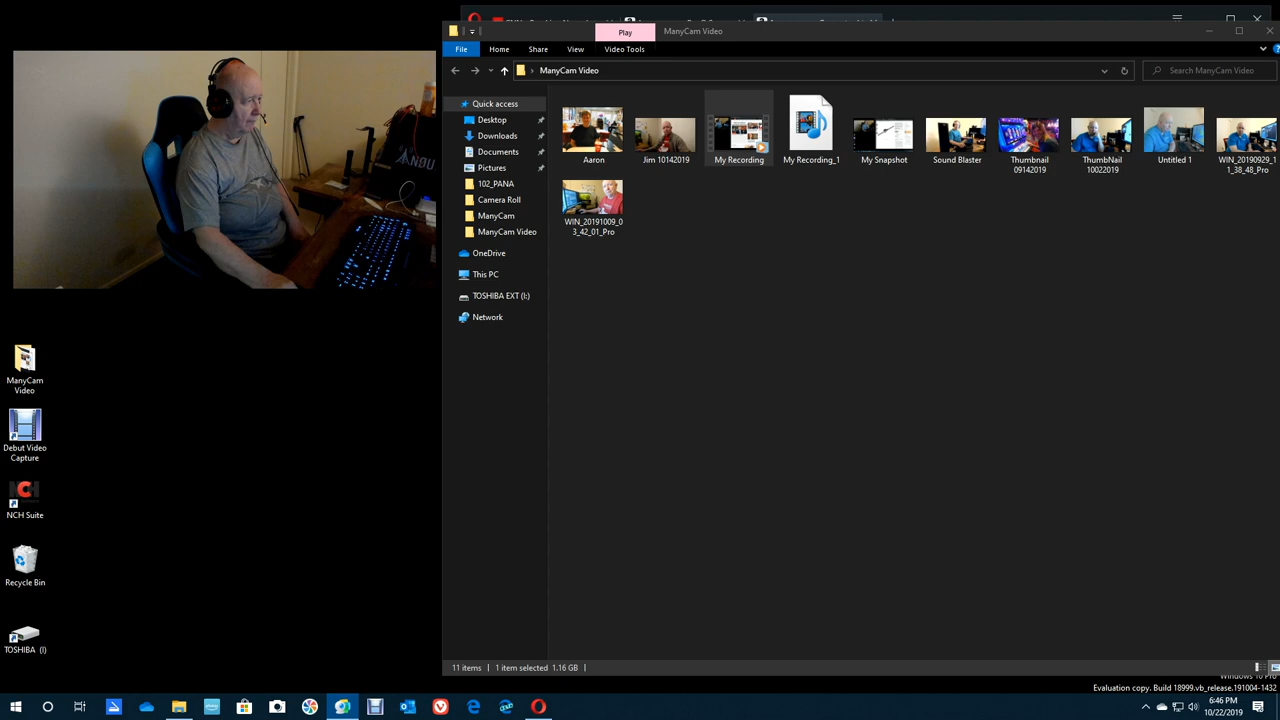 Play
ManyCam Video
File
Home
Share
View
Video Tools
ManyCam Video
Search ManyCam Video
Quick access
Desktop
Downloads
Documents
Pictures
102_PANA
Camera Roll
ManyCam
ManyCam Video
OneDrive
This PC
TOSHIBA EXT (I:)
Network
Aaron
Jim 10142019
My Recording
My Recording_1
My Snapshot
Sound Blaster
Thumbnail
09142019
ThumbNail
10022019
Untitled 1
WIN_20190929_1
1_38_48_Pro
WIN_20191009_0
3_42_01_Pro
ManyCam
Video
Debut Video
Capture
NCH Suite
Recycle Bin
TOSHIBA (I)
11 items
1 item selected 1.16 GB
Windows 10 Pro
Evaluation copy. Build 18999.vb_release.191004-1432
6:46 PM
10/22/2019